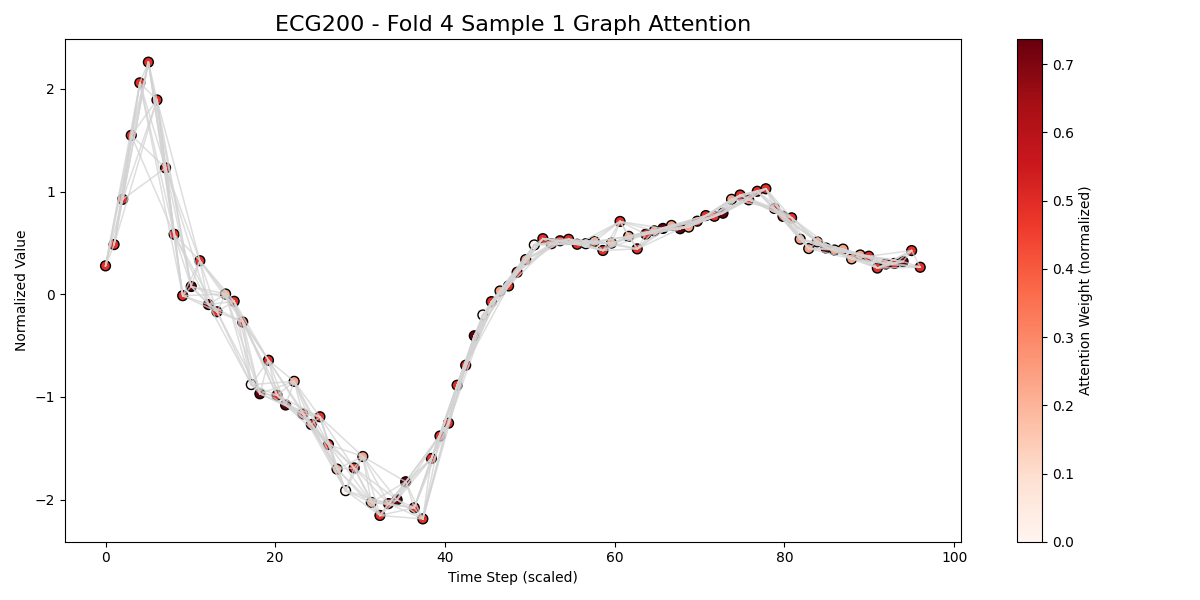 ECG200 - Fold 4 Sample 1 Graph Attention
2
1
0
−1
−2
Normalized Value
0 20 40 60 80 100
Time Step (scaled)
0.7
0.6
0.5
0.4
0.3
0.2
0.1
0.0
Attention Weight (normalized)